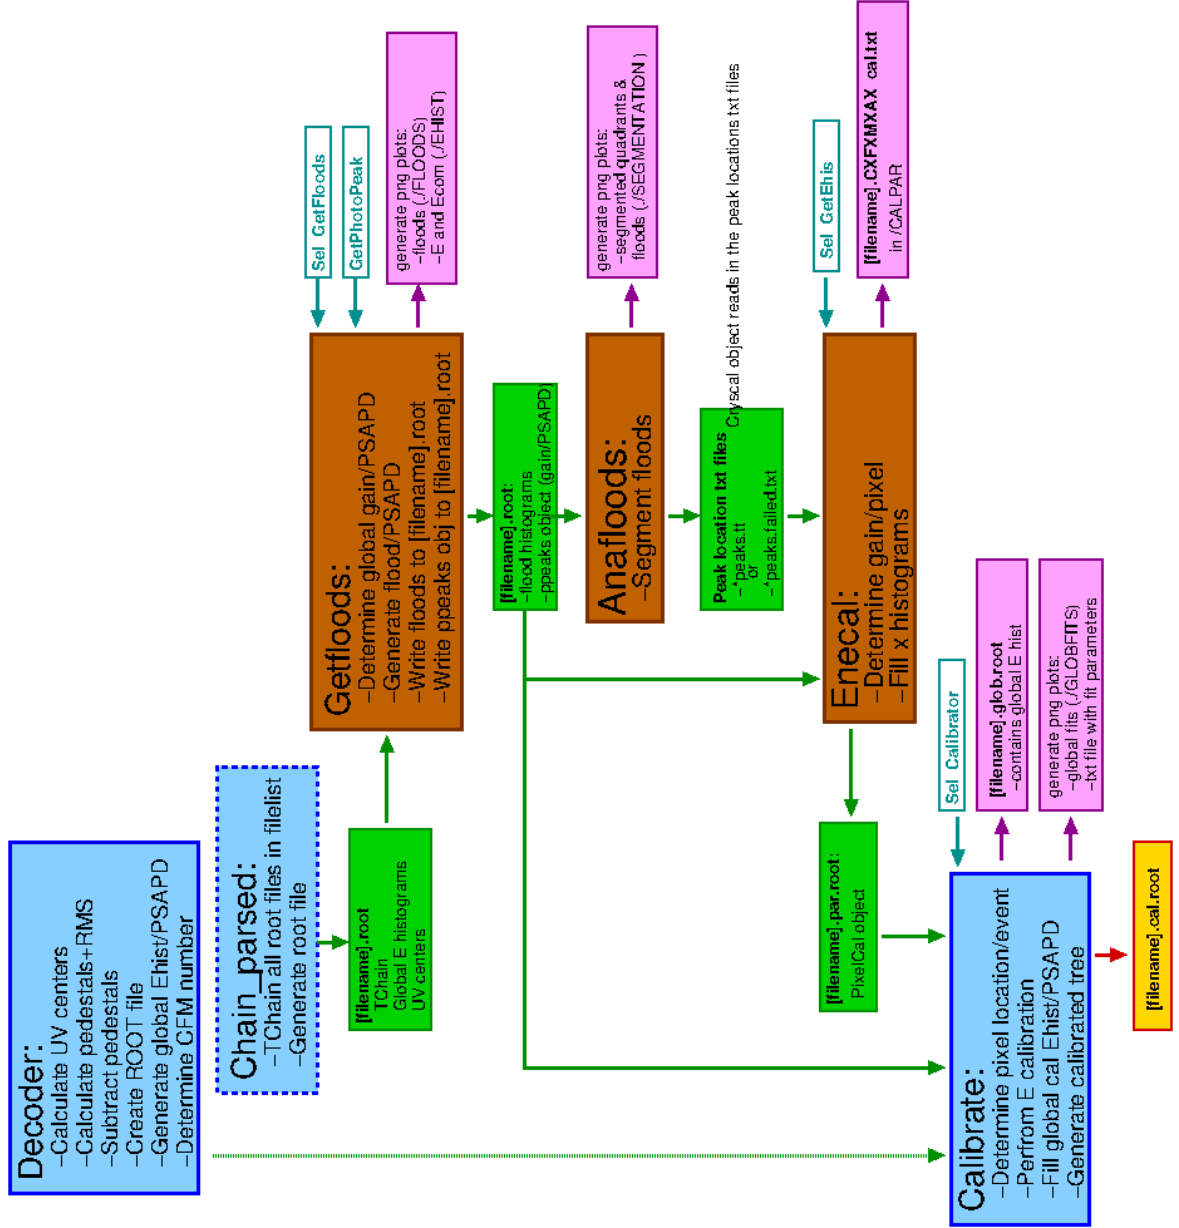 Decoder:
–Calculate UV centers
–Calculate pedestals+RMS
–Subtract pedestals
–Create ROOT file
–Generate global Ehist/PSAPD
–Determine CFM number
Chain_parsed:
–TChain all root files in filelist
–Generate root file
[filename].root
TChain
Global E histograms
UV centers
Getfloods:
–Determine global gain/PSAPD
–Generate flood/PSAPD
–Write floods to [filename].root
–Write ppeaks obj to [filename].root
Sel GetFloods
GetPhotoPeak
generate png plots:
–floods (./FLOODS)
–E and Ecom (./EHIST)
[filename].root:
–flood histograms
–ppeaks object (gain/PSAPD)
Anafloods:
–Segment floods
generate png plots:
–segmented quadrants &
floods (./SEGMENTATION )
Peak location txt files
–*peaks.tt
or
–*peaks.failed.txt
Cryscal object reads in the peak locations txt files
Enecal:
–Determine gain/pixel
–Fill x histograms
Sel GetEhis
[filename].CXFXMXAX cal.txt
in /CALPAR
[filename].par.root:
PixelCal object
Calibrate:
–Determine pixel location/event
–Perfrom E calibration
–Fill global cal Ehist/PSAPD
–Generate calibrated tree
Sel Calibrator
[filename].glob.root
–contains global E hist
generate png plots:
–global fits (./GLOBFITS)
–txt file with fit parameters
[filename].cal.root